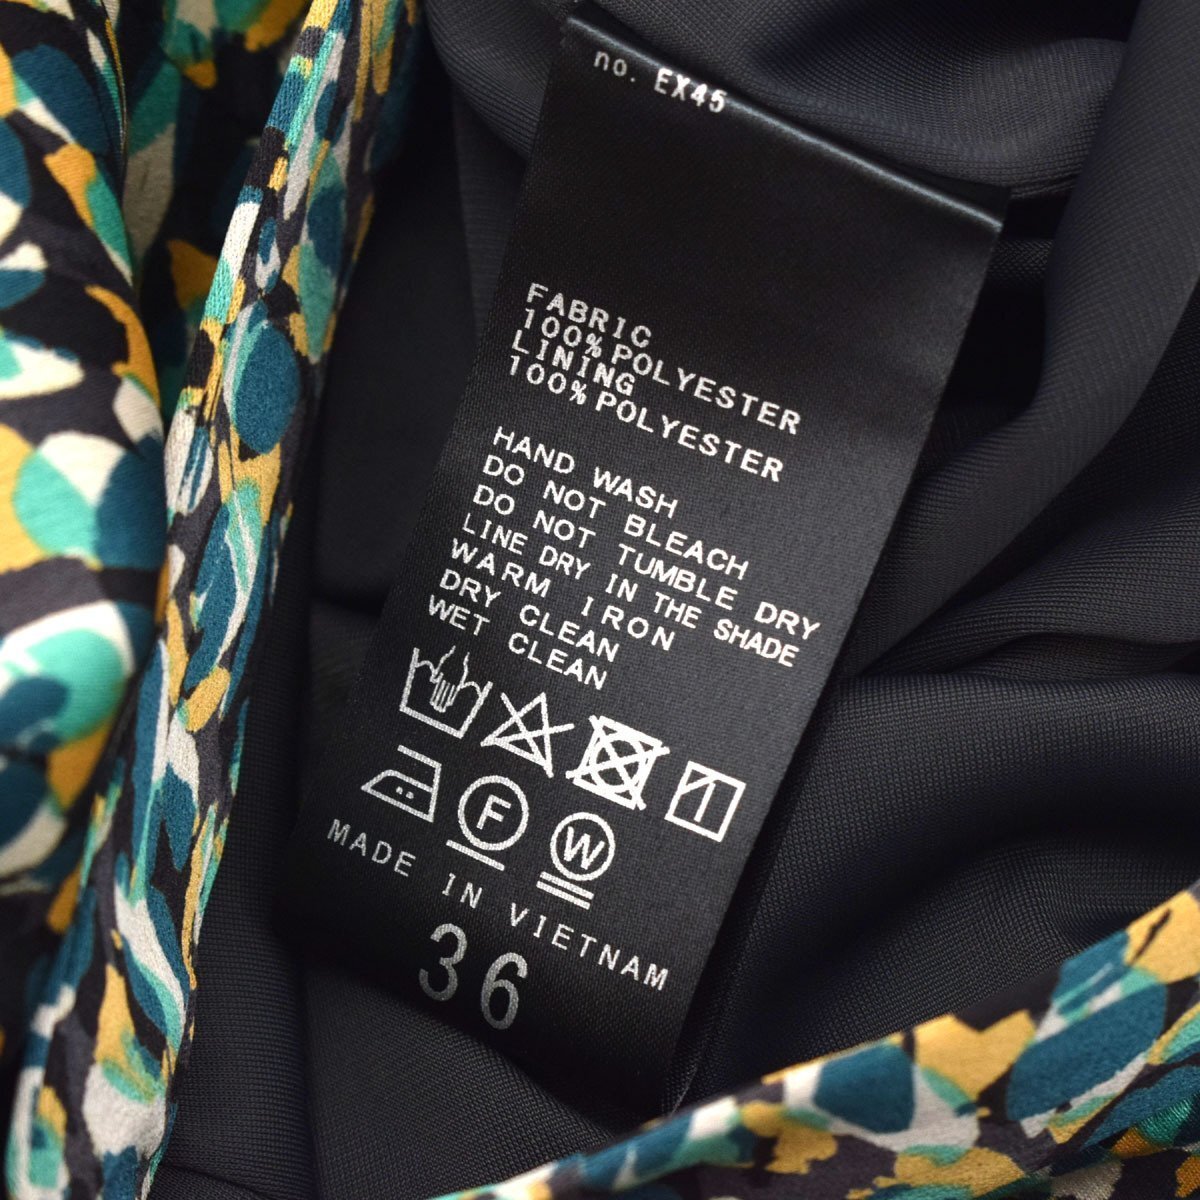 no. EX45
FABRIC
100% POLYESTER
LINING
100% POLYESTER
HAND WASH
DO NOT BLEACH
DO NOT TUMBLE DRY
LINE DRY IN THE SHADE
WARM IRON
DRY CLEAN
WET CLEAN
F W
MADE IN VIETNAM
36